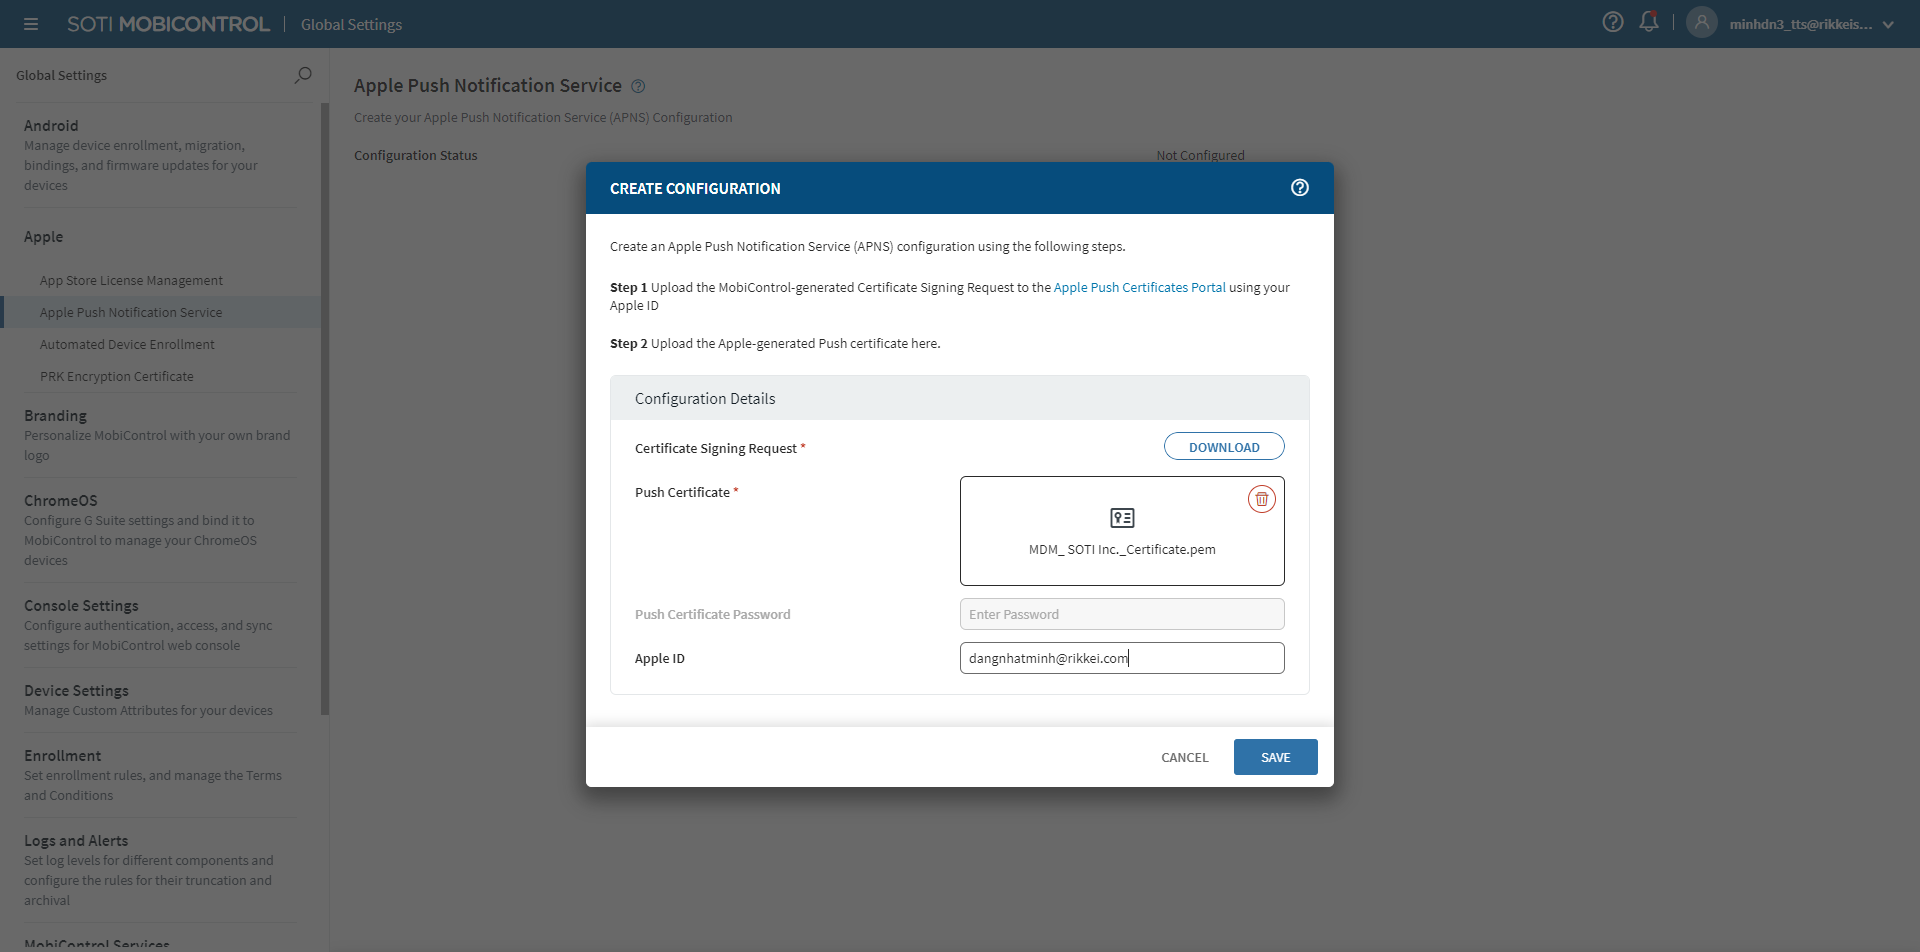 SOTI MOBICONTROL
Global Settings
minhdn3_tts@rikkeis...
Global Settings
Android
Manage device enrollment, migration,
bindings, and firmware updates for your
devices
Apple
App Store License Management
Apple Push Notification Service
Automated Device Enrollment
PRK Encryption Certificate
Branding
Personalize MobiControl with your own brand
logo
ChromeOS
Configure G Suite settings and bind it to
MobiControl to manage your ChromeOS
devices
Console Settings
Configure authentication, access, and sync
settings for MobiControl web console
Device Settings
Manage Custom Attributes for your devices
Enrollment
Set enrollment rules, and manage the Terms
and Conditions
Logs and Alerts
Set log levels for different components and
configure the rules for their truncation and
archival
MobiControl Services
Apple Push Notification Service
Create your Apple Push Notification Service (APNS) Configuration
Configuration Status
Not Configured
CREATE CONFIGURATION
Create an Apple Push Notification Service (APNS) configuration using the following steps.
Step 1 Upload the MobiControl-generated Certificate Signing Request to the Apple Push Certificates Portal using your
Apple ID
Step 2 Upload the Apple-generated Push certificate here.
Configuration Details
Certificate Signing Request *
DOWNLOAD
Push Certificate *
MDM_ SOTI Inc._Certificate.pem
Push Certificate Password
Enter Password
Apple ID
dangnhatminh@rikkei.com
CANCEL
SAVE